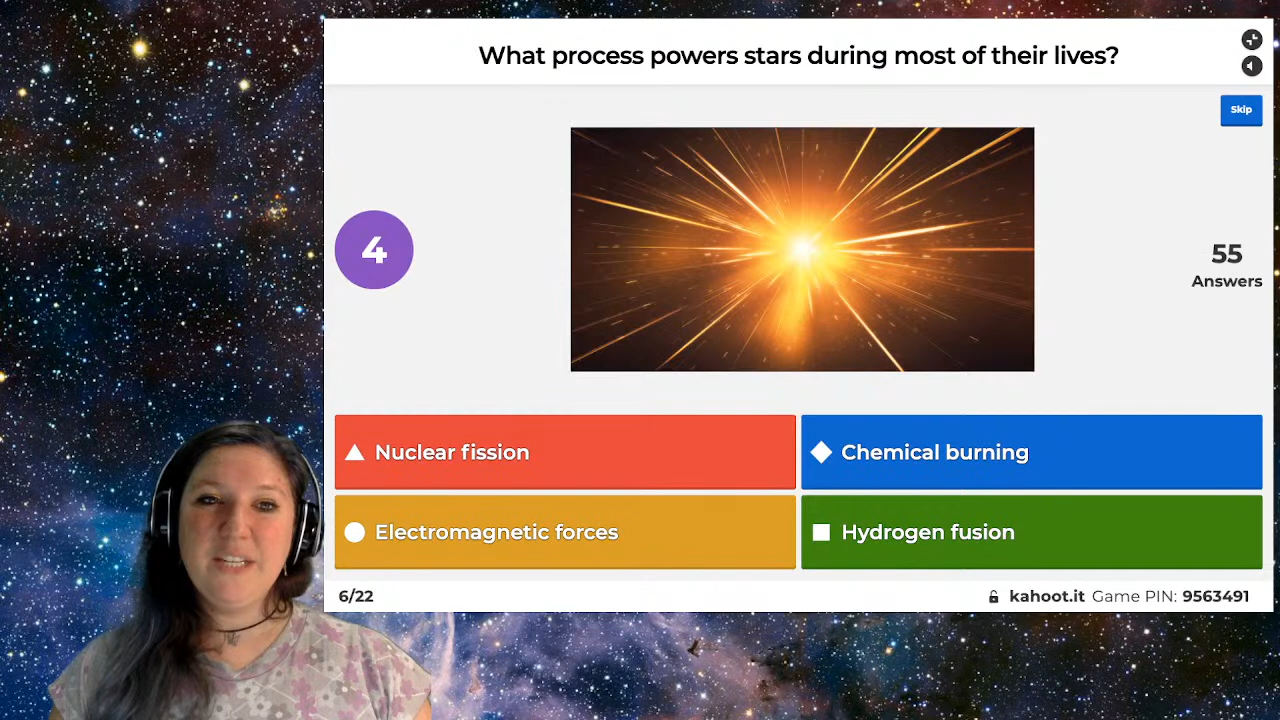 What process powers stars during most of their lives?
Skip
4
55
Answers
Nuclear fission
Chemical burning
Electromagnetic forces
Hydrogen fusion
6/22
kahoot.it Game PIN: 9563491